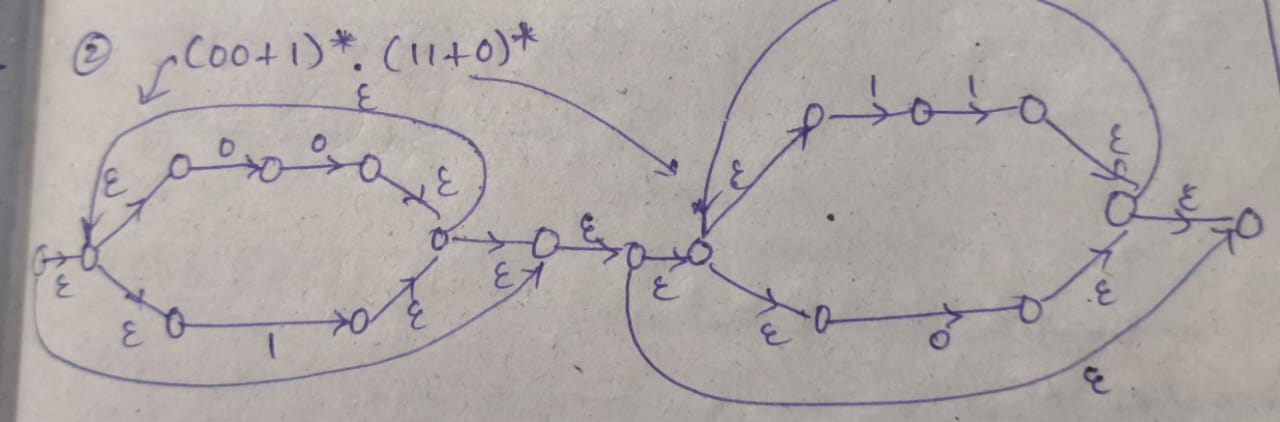 ② (00+1)*. (11+0)*
ε
1 1
ε 0 0 ε ε ε
ε ε ε ε ε
ε 1 ε ε 0 ε
ε